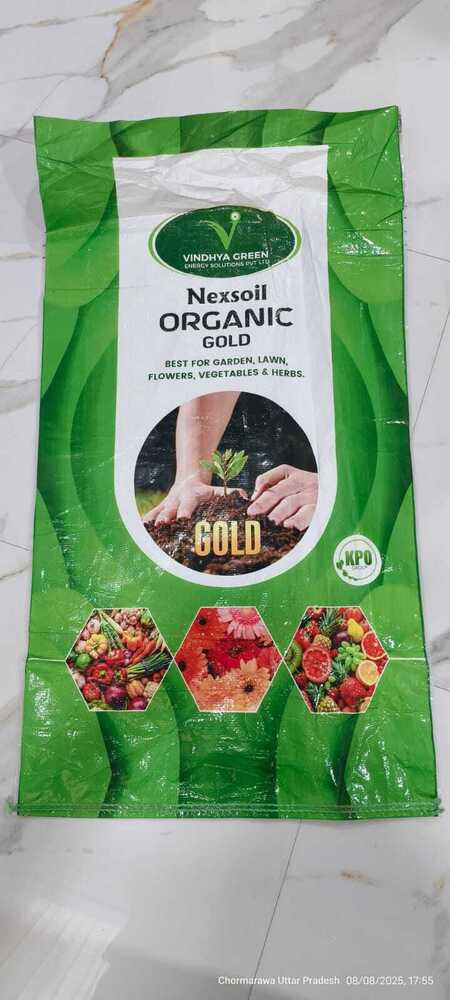 VINDHYA GREEN
ENERGY SOLUTIONS PVT LTD
Nexsoil
ORGANIC
GOLD
BEST FOR GARDEN, LAWN,
FLOWERS, VEGETABLES & HERBS.
GOLD
KPO
GROUP
Chormarawa Uttar Pradesh 08/08/2025, 17:55